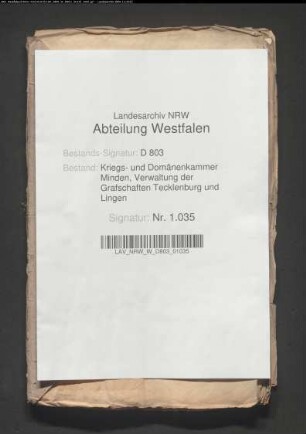 Landesarchiv NRW
Abteilung Westfalen
Bestands-Signatur: D 803
Bestand: Kriegs- und Domänenkammer
Minden, Verwaltung der
Grafschaften Tecklenburg und
Lingen
Signatur: Nr. 1.035
LAV_NRW_W_D803_01035